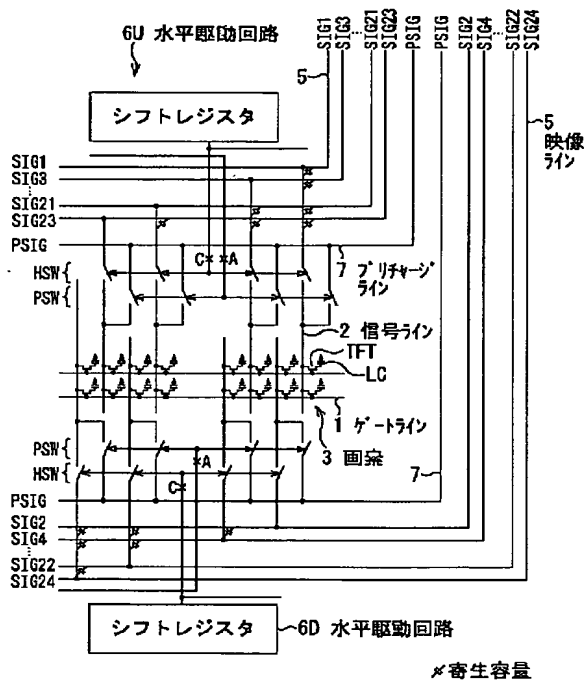 6U 水平駆動回路
SIG1
SIG3
SIG21
SIG23
PSIG
PSIG
SIG2
SIG4
SIG22
SIG24
5
5
映像
ライン
シフトレジスタ
SIG1
SIG3
SIG21
SIG23
PSIG
C
A
7 プリチャージ
ライン
HSW
PSW
2 信号ライン
TFT
LC
1 ゲートライン
3 画素
PSW
HSW
A
C
7
PSIG
SIG2
SIG4
SIG22
SIG24
シフトレジスタ
6D 水平駆動回路
寄生容量